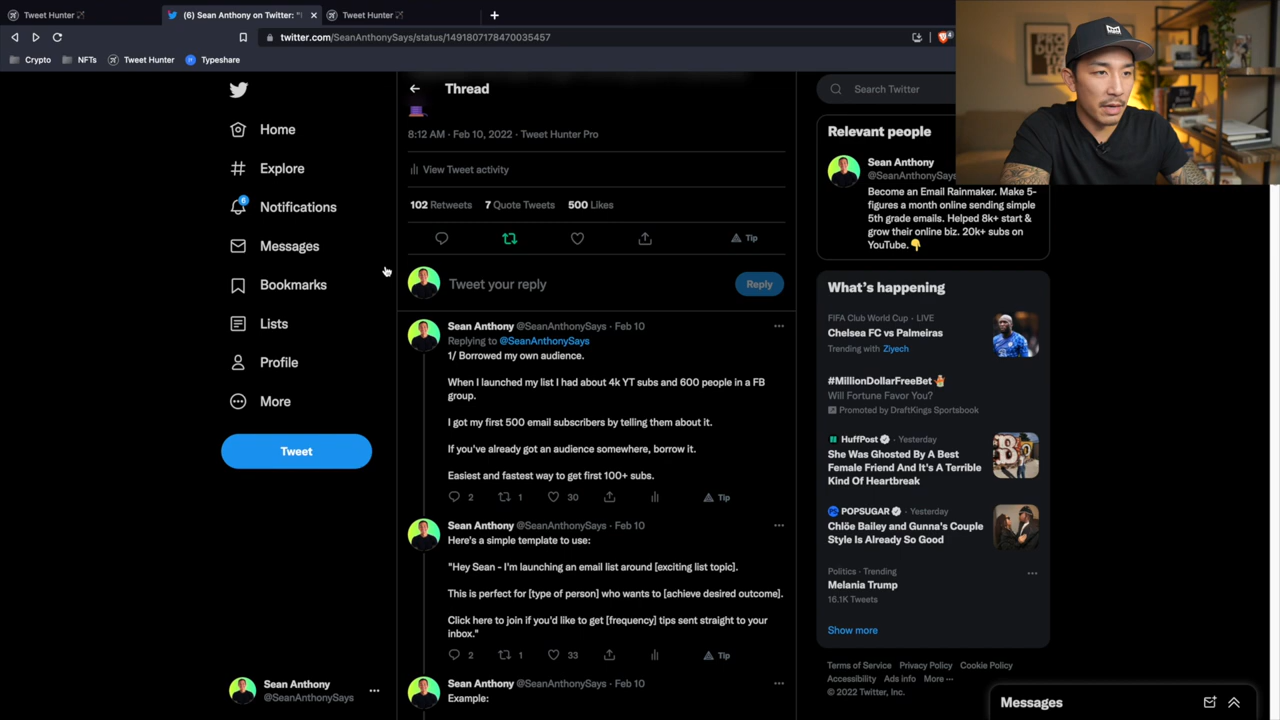 Tweet Hunter
(6) Sean Anthony on Twitter: "I
Tweet Hunter
twitter.com/SeanAnthonySays/status/1491807178470035457
Crypto
NFTs
Tweet Hunter
Typeshare
Home
Explore
Notifications
6
Messages
Bookmarks
Lists
Profile
More
Tweet
Sean Anthony
@SeanAnthonySays
Thread
8:12 AM · Feb 10, 2022 · Tweet Hunter Pro
View Tweet activity
102 Retweets 7 Quote Tweets 500 Likes
Tip
Tweet your reply
Reply
Sean Anthony @SeanAnthonySays · Feb 10
Replying to @SeanAnthonySays
1/ Borrowed my own audience.
When I launched my list I had about 4k YT subs and 600 people in a FB
group.
I got my first 500 email subscribers by telling them about it.
If you've already got an audience somewhere, borrow it.
Easiest and fastest way to get first 100+ subs.
2 1 30 Tip
Sean Anthony @SeanAnthonySays · Feb 10
Here's a simple template to use:
"Hey Sean - I'm launching an email list around [exciting list topic].
This is perfect for [type of person] who wants to [achieve desired outcome].
Click here to join if you'd like to get [frequency] tips sent straight to your
inbox."
2 1 33 Tip
Sean Anthony @SeanAnthonySays · Feb 10
Example:
Search Twitter
Relevant people
Sean Anthony
@SeanAnthonySays
Become an Email Rainmaker. Make 5-
figures a month online sending simple
5th grade emails. Helped 8k+ start &
grow their online biz. 20k+ subs on
YouTube.
What's happening
FIFA Club World Cup · LIVE
Chelsea FC vs Palmeiras
Trending with Ziyech
#MillionDollarFreeBet
Will Fortune Favor You?
Promoted by DraftKings Sportsbook
HuffPost · Yesterday
She Was Ghosted By A Best
Female Friend And It's A Terrible
Kind Of Heartbreak
POPSUGAR · Yesterday
Chlöe Bailey and Gunna's Couple
Style Is Already So Good
Politics · Trending
Melania Trump
16.1K Tweets
Show more
Terms of Service Privacy Policy Cookie Policy
Accessibility Ads info More
© 2022 Twitter, Inc.
Messages